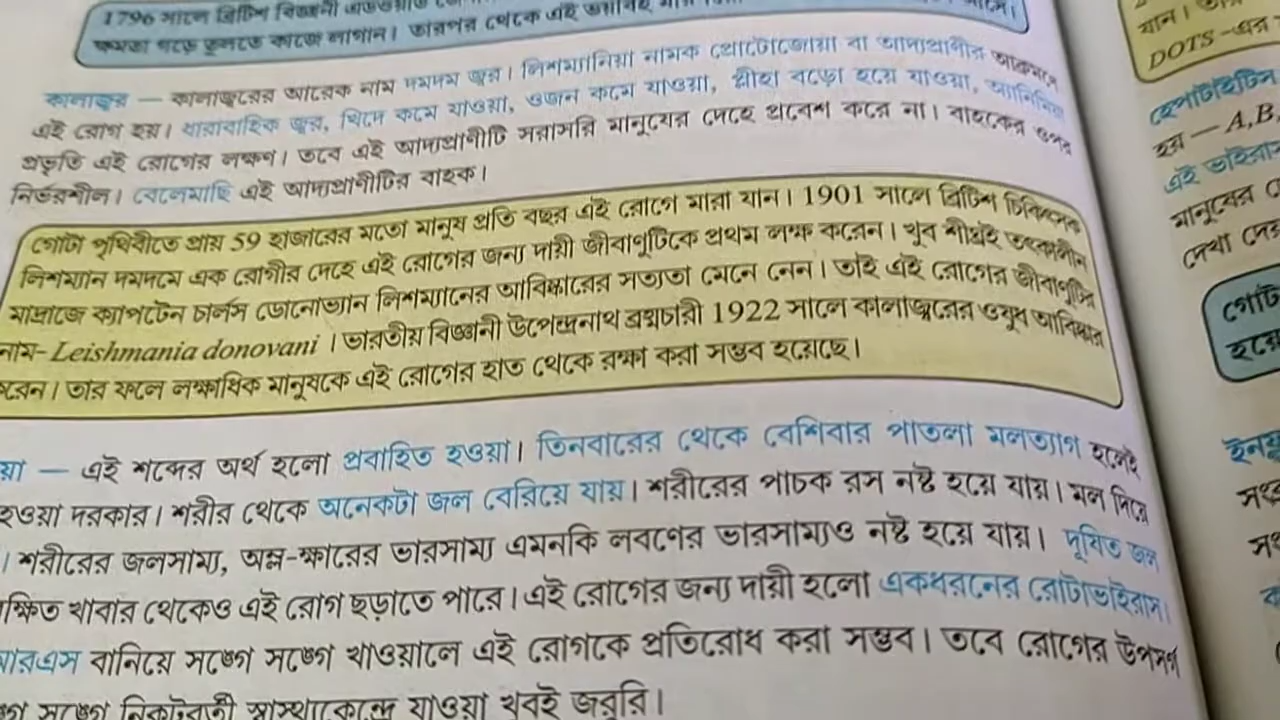 1796 সালে ব্রিটিশ বিজ্ঞানী এডওয়ার্ড
ক্ষমতা গড়ে তুলতে কাজে লাগান। তারপর থেকে এই
কালাজ্বর — কালাজ্বরের আরেক নাম দমদম জ্বর। লিশম্যানিয়া নামক প্রোটোজোয়া বা আদ্যপ্রাণীর আক্রমণে
এই রোগ হয়। ধারাবাহিক জ্বর, খিদে কমে যাওয়া, ওজন কমে যাওয়া, প্লীহা বড়ো হয়ে যাওয়া, অ্যানিমিয়া
প্রভৃতি এই রোগের লক্ষণ। তবে এই আদ্যপ্রাণীটি সরাসরি মানুষের দেহে প্রবেশ করে না। বাহকের ওপর
নির্ভরশীল। বেলেমাছি এই আদ্যপ্রাণীটির বাহক।
গোটা পৃথিবীতে প্রায় 59 হাজারের মতো মানুষ প্রতি বছর এই রোগে মারা যান। 1901 সালে ব্রিটিশ চিকিৎসক
লিশম্যান দমদমে এক রোগীর দেহে এই রোগের জন্য দায়ী জীবাণুটিকে প্রথম লক্ষ করেন। খুব শীঘ্রই তৎকালীন
মাদ্রাজে ক্যাপটেন চার্লস ডোনোভ্যান লিশম্যানের আবিষ্কারের সত্যতা মেনে নেন। তাই এই রোগের জীবাণুটির
নাম- Leishmania donovani । ভারতীয় বিজ্ঞানী উপেন্দ্রনাথ ব্রহ্মচারী 1922 সালে কালাজ্বরের ওষুধ আবিষ্কার
করেন। তার ফলে লক্ষাধিক মানুষকে এই রোগের হাত থেকে রক্ষা করা সম্ভব হয়েছে।
য়া — এই শব্দের অর্থ হলো প্রবাহিত হওয়া। তিনবারের থেকে বেশিবার পাতলা মলত্যাগ হলেই
হওয়া দরকার। শরীর থেকে অনেকটা জল বেরিয়ে যায়। শরীরের পাচক রস নষ্ট হয়ে যায়। মল দিয়ে
। শরীরের জলসাম্য, অম্ল-ক্ষারের ভারসাম্য এমনকি লবণের ভারসাম্যও নষ্ট হয়ে যায়। দূষিত জল
ক্ষিত খাবার থেকেও এই রোগ ছড়াতে পারে। এই রোগের জন্য দায়ী হলো একধরনের রোটাভাইরাস।
আরএস বানিয়ে সঙ্গে সঙ্গে খাওয়ালে এই রোগকে প্রতিরোধ করা সম্ভব। তবে রোগের উপসর্গ
সঙ্গে নিকটবর্তী স্বাস্থ্যকেন্দ্রে যাওয়া খুবই জরুরি।
যান।
DOTS-এর
হেপাটাইটিস
হয় — A,B,
এই ভাইরাস
মানুষের
দেখা দেয়
গোটা
হয়ে